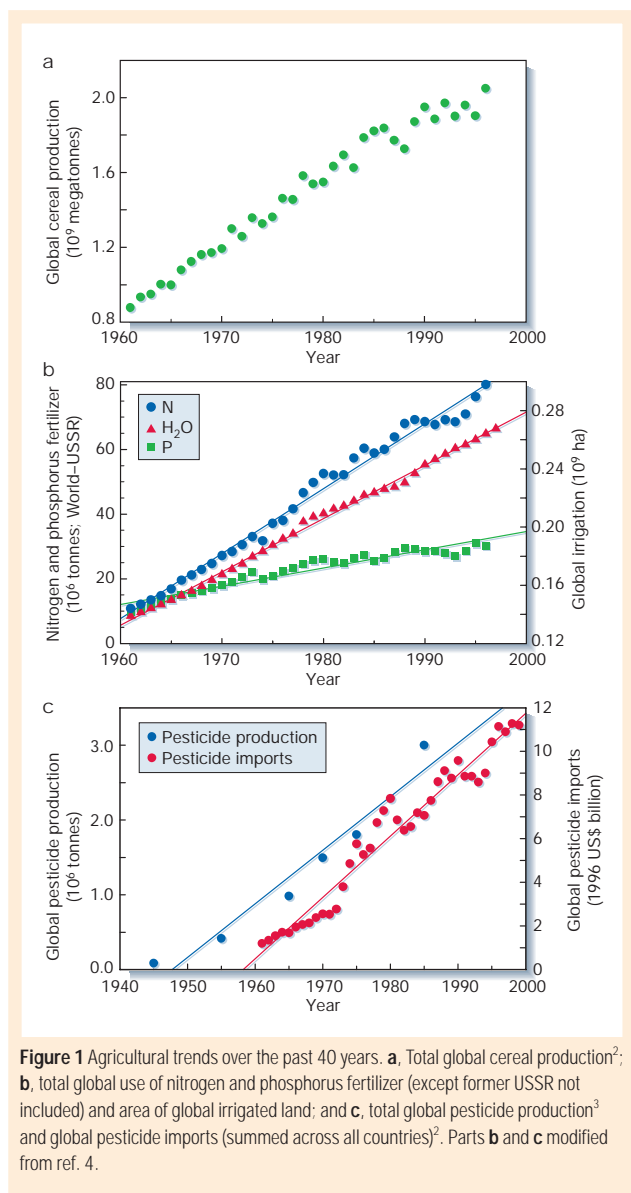 a
Global cereal production
(10⁹ megatonnes)
2.0
1.6
1.2
0.8
1960 1970 1980 1990 2000
Year
b
N
H₂O
P
Nitrogen and phosphorus fertilizer
(10⁶ tonnes; World–USSR)
80
60
40
20
0
Global irrigation (10⁹ ha)
0.28
0.24
0.20
0.16
0.12
1960 1970 1980 1990 2000
Year
c
Pesticide production
Pesticide imports
Global pesticide production
(10⁶ tonnes)
3.0
2.0
1.0
0.0
Global pesticide imports
(1996 US$ billion)
12
10
8
6
4
2
0
1940 1950 1960 1970 1980 1990 2000
Year
Figure 1 Agricultural trends over the past 40 years. a, Total global cereal production²;
b, total global use of nitrogen and phosphorus fertilizer (except former USSR not
included) and area of global irrigated land; and c, total global pesticide production³
and global pesticide imports (summed across all countries)². Parts b and c modified
from ref. 4.